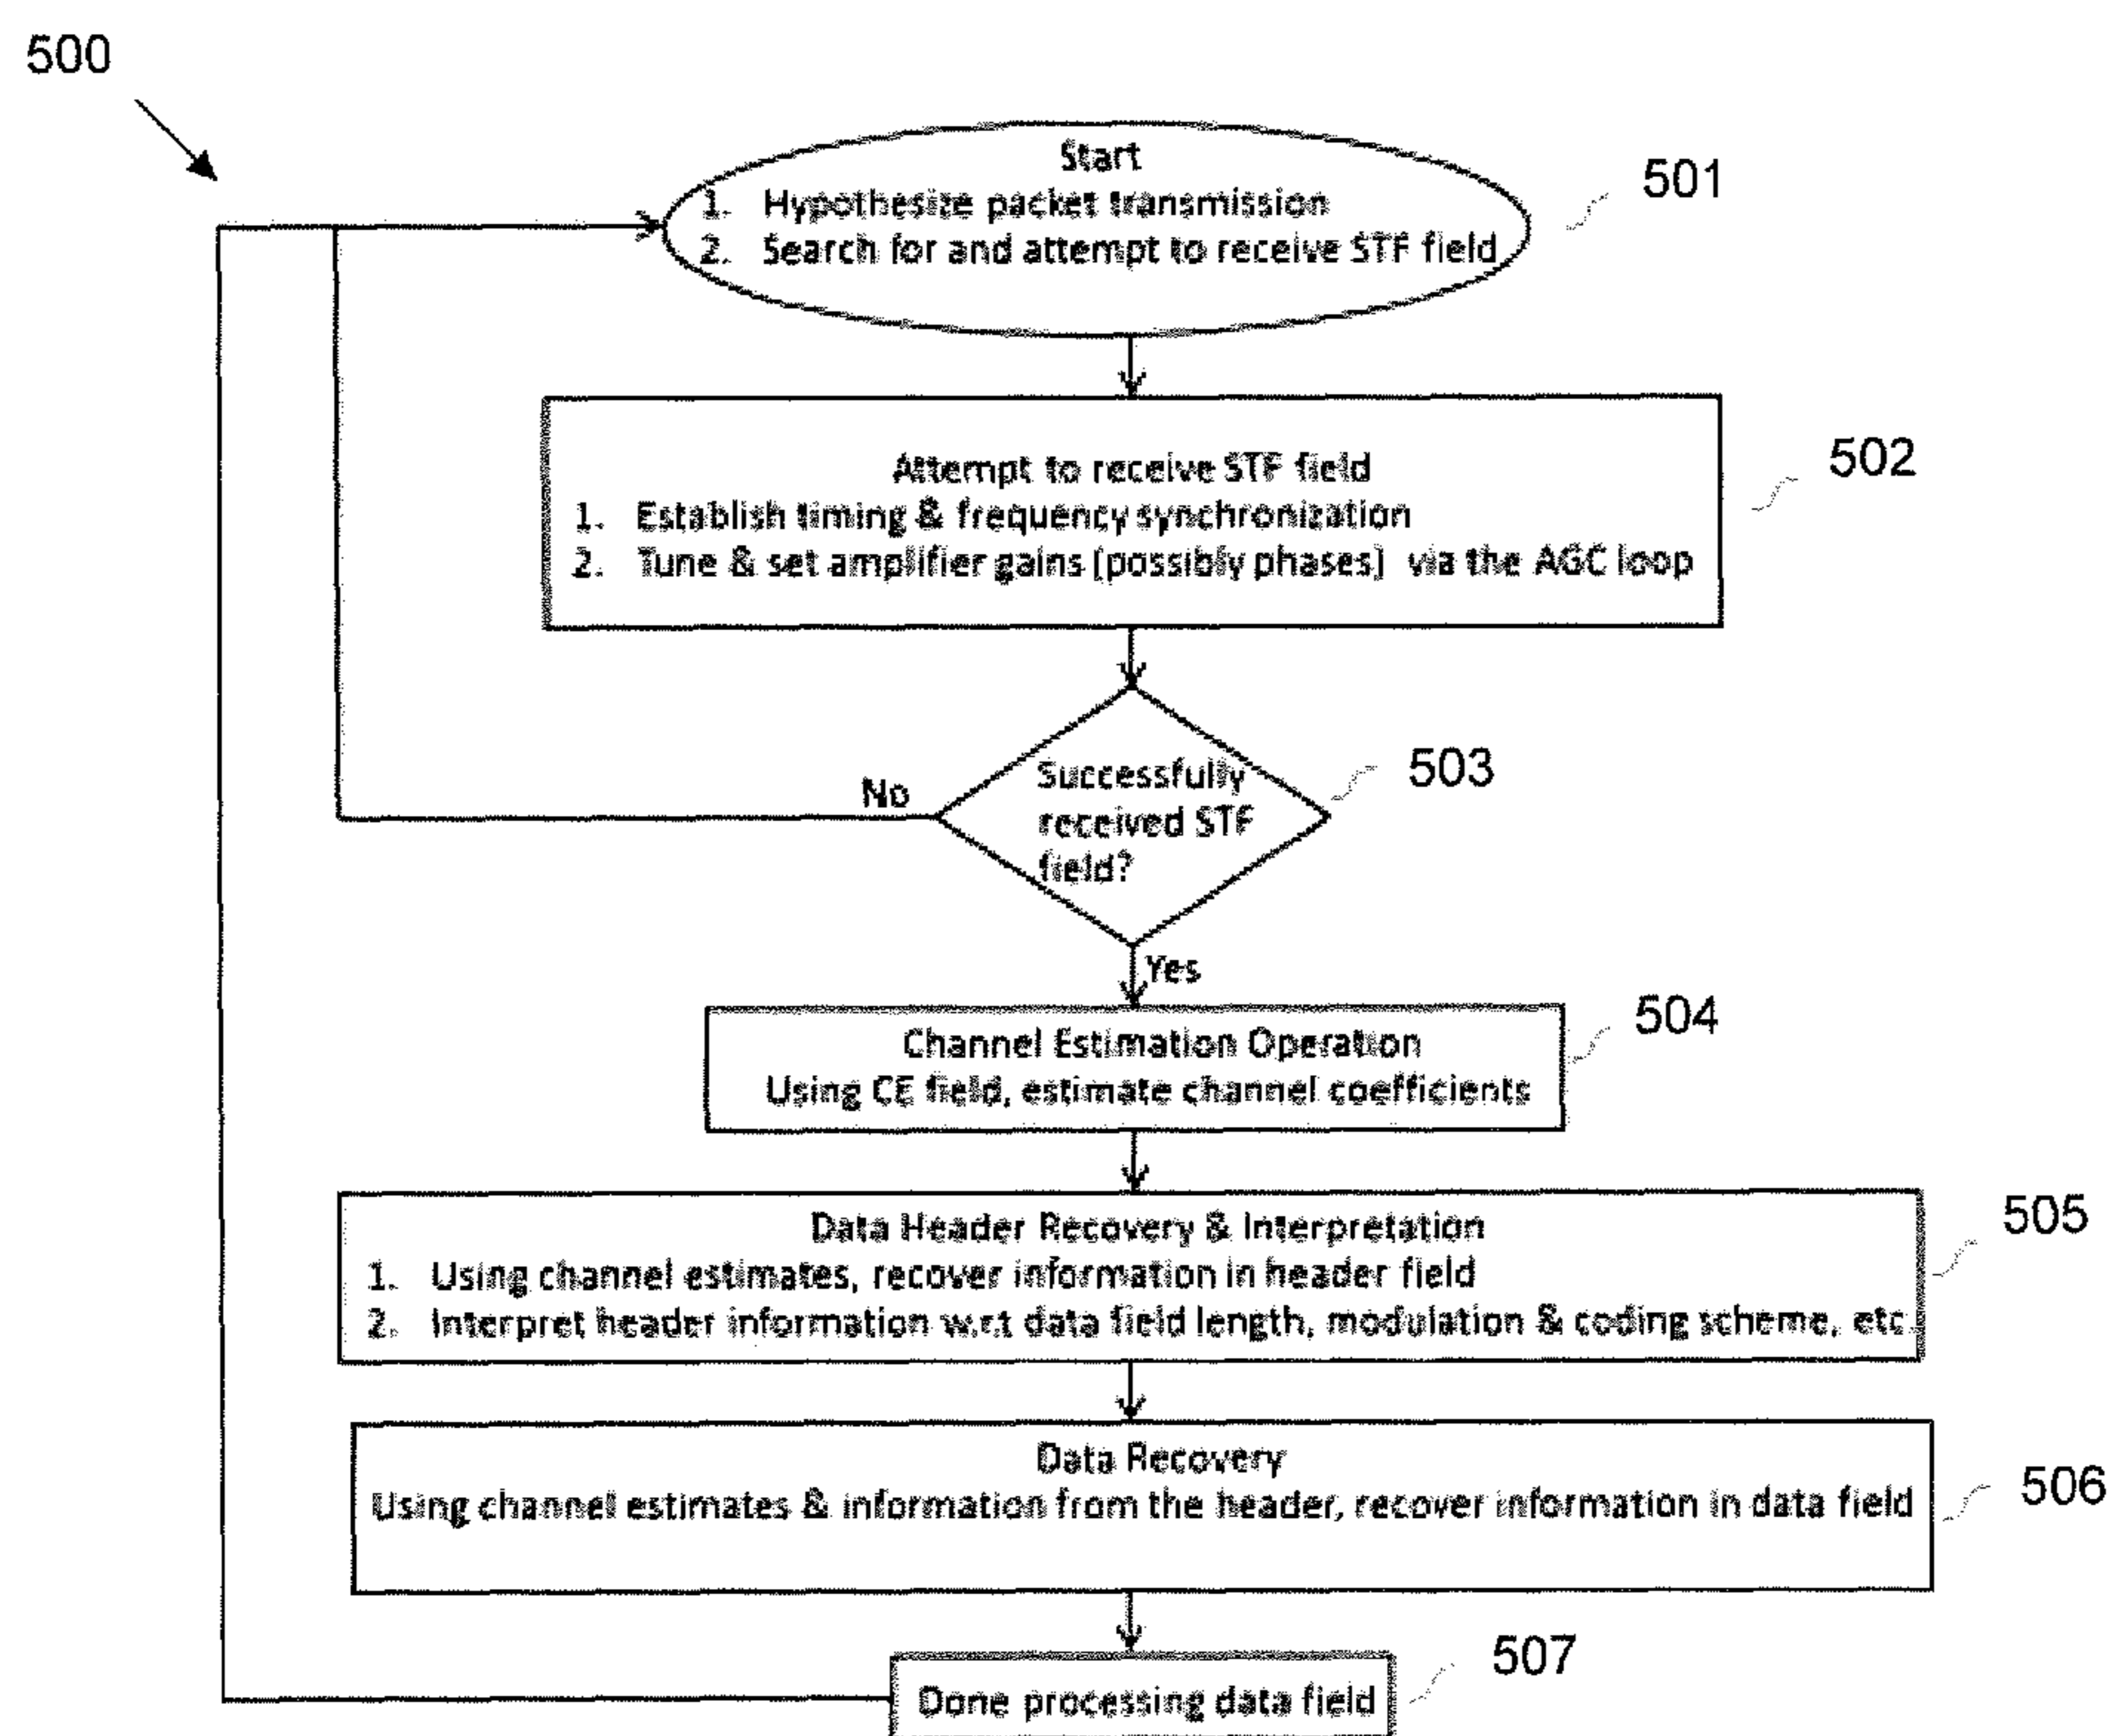 500
Start
1. Hypothesize packet transmission
2. Search for and attempt to receive STF field
501
Attempt to receive STF field
1. Establish timing & frequency synchronization
2. Tune & set amplifier gains (possibly phases) via the AGC loop
502
Successfully
received STF
field?
503
No
Yes
Channel Estimation Operation
Using CE field, estimate channel coefficients
504
Data Header Recovery & Interpretation
1. Using channel estimates, recover information in header field
2. Interpret header information w.r.t data field length, modulation & coding scheme, etc.
505
Data Recovery
Using channel estimates & information from the header, recover information in data field
506
Done processing data field
507